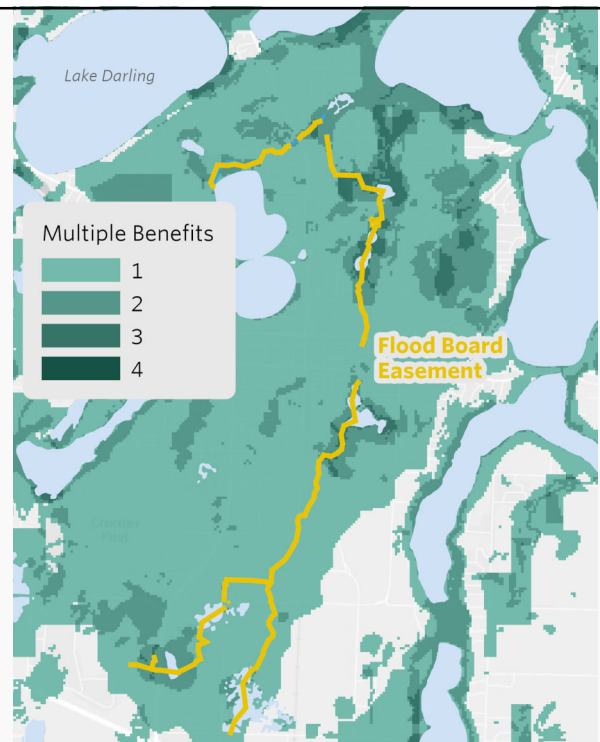 Lake Darling
Multiple Benefits
1
2
3
4
Flood Board
Easement